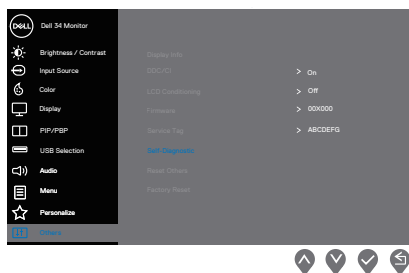 DELL
Dell 34 Monitor
Brightness / Contrast
Input Source
Color
Display
PIP/PBP
USB Selection
Audio
Menu
Personalize
Others
Display Info
DDC/CI > On
LCD Conditioning > Off
Firmware > 00X000
Service Tag > ABCDEFG
Self-Diagnostic
Reset Others
Factory Reset